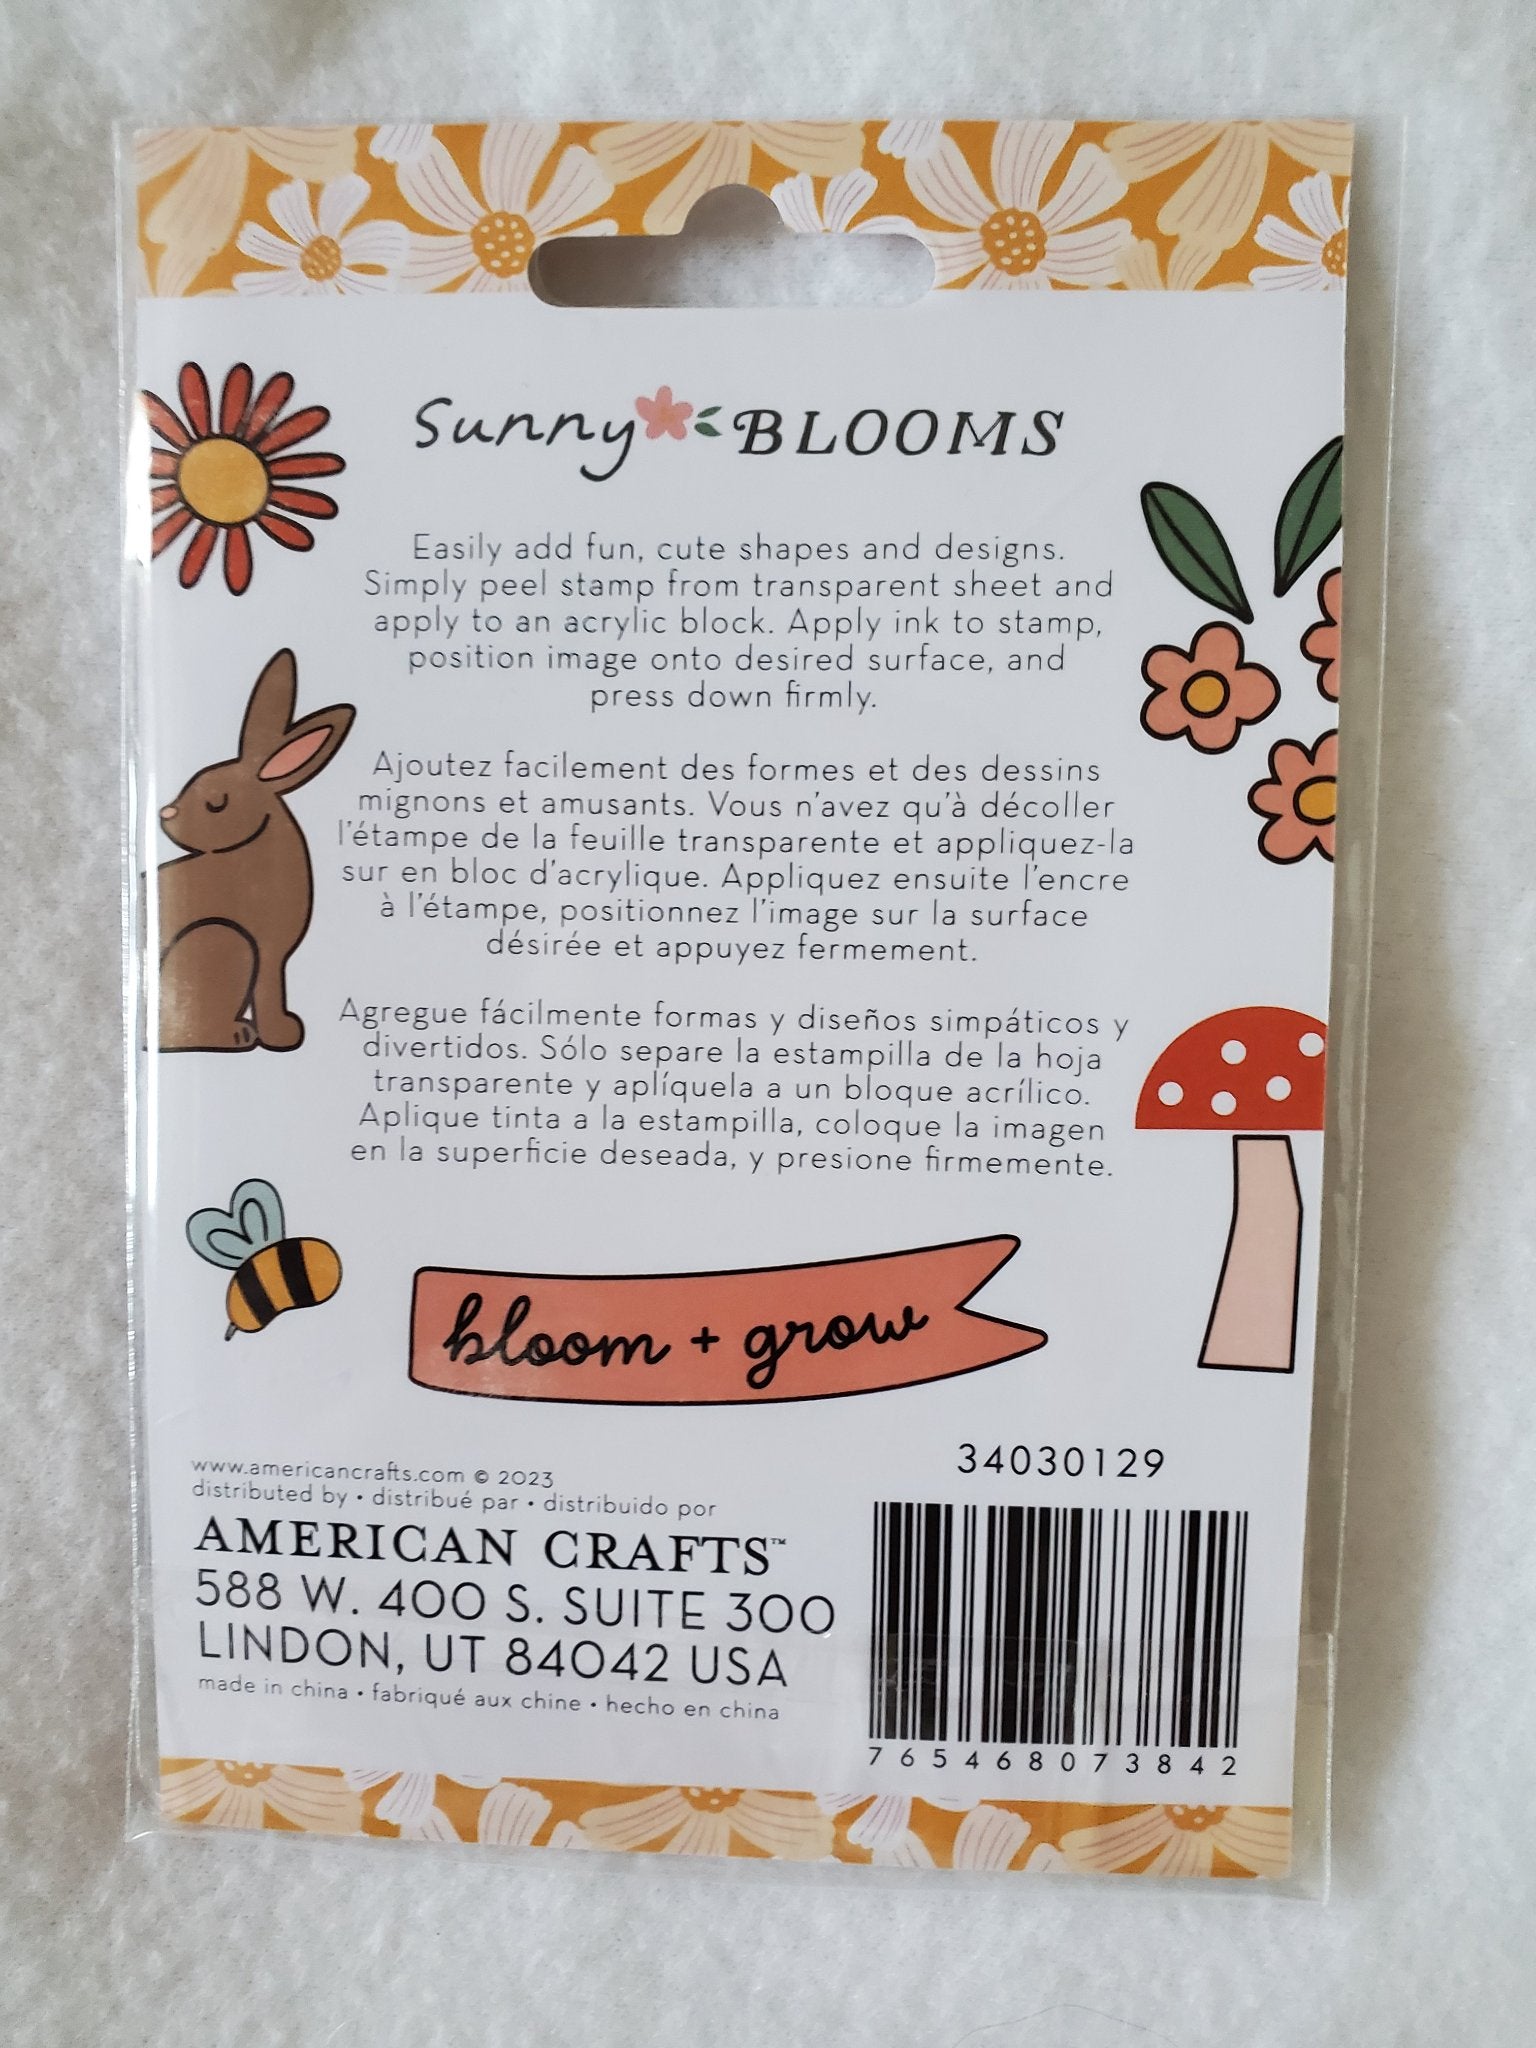 Sunny BLOOMS
Easily add fun, cute shapes and designs.
Simply peel stamp from transparent sheet and
apply to an acrylic block. Apply ink to stamp,
position image onto desired surface, and
press down firmly.
Ajoutez facilement des formes et des dessins
mignons et amusants. Vous n'avez qu'à décoller
l'étampe de la feuille transparente et appliquez-la
sur en bloc d'acrylique. Appliquez ensuite l'encre
à l'étampe, positionnez l'image sur la surface
désirée et appuyez fermement.
Agregue fácilmente formas y diseños simpáticos y
divertidos. Sólo separe la estampilla de la hoja
transparente y aplíquela a un bloque acrílico.
Aplique tinta a la estampilla, coloque la imagen
en la superficie deseada, y presione firmemente.
bloom + grow
www.americancrafts.com © 2023
distributed by • distribué par • distribuido por
AMERICAN CRAFTS™
588 W. 400 S. SUITE 300
LINDON, UT 84042 USA
made in china • fabriqué aux chine • hecho en china
34030129
765468073842